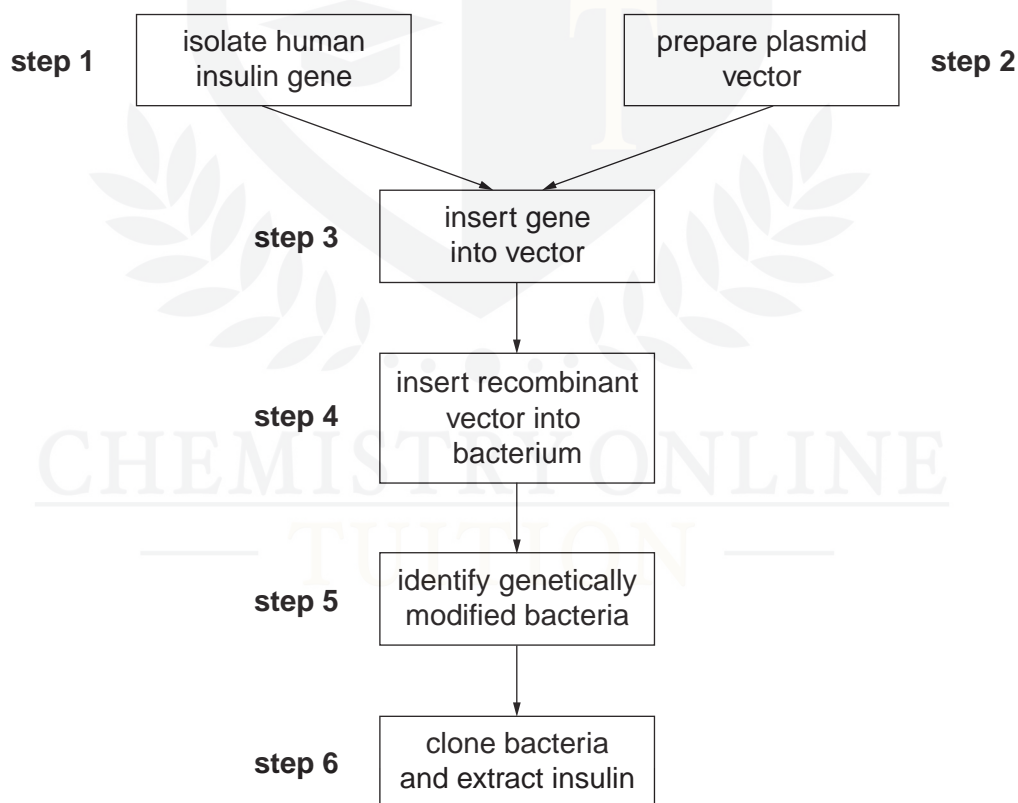 step 1
isolate human
insulin gene
prepare plasmid
vector
step 2
step 3
insert gene
into vector
step 4
insert recombinant
vector into
bacterium
CHEMISTRY ONLINE
TUITION
step 5
identify genetically
modified bacteria
step 6
clone bacteria
and extract insulin
T